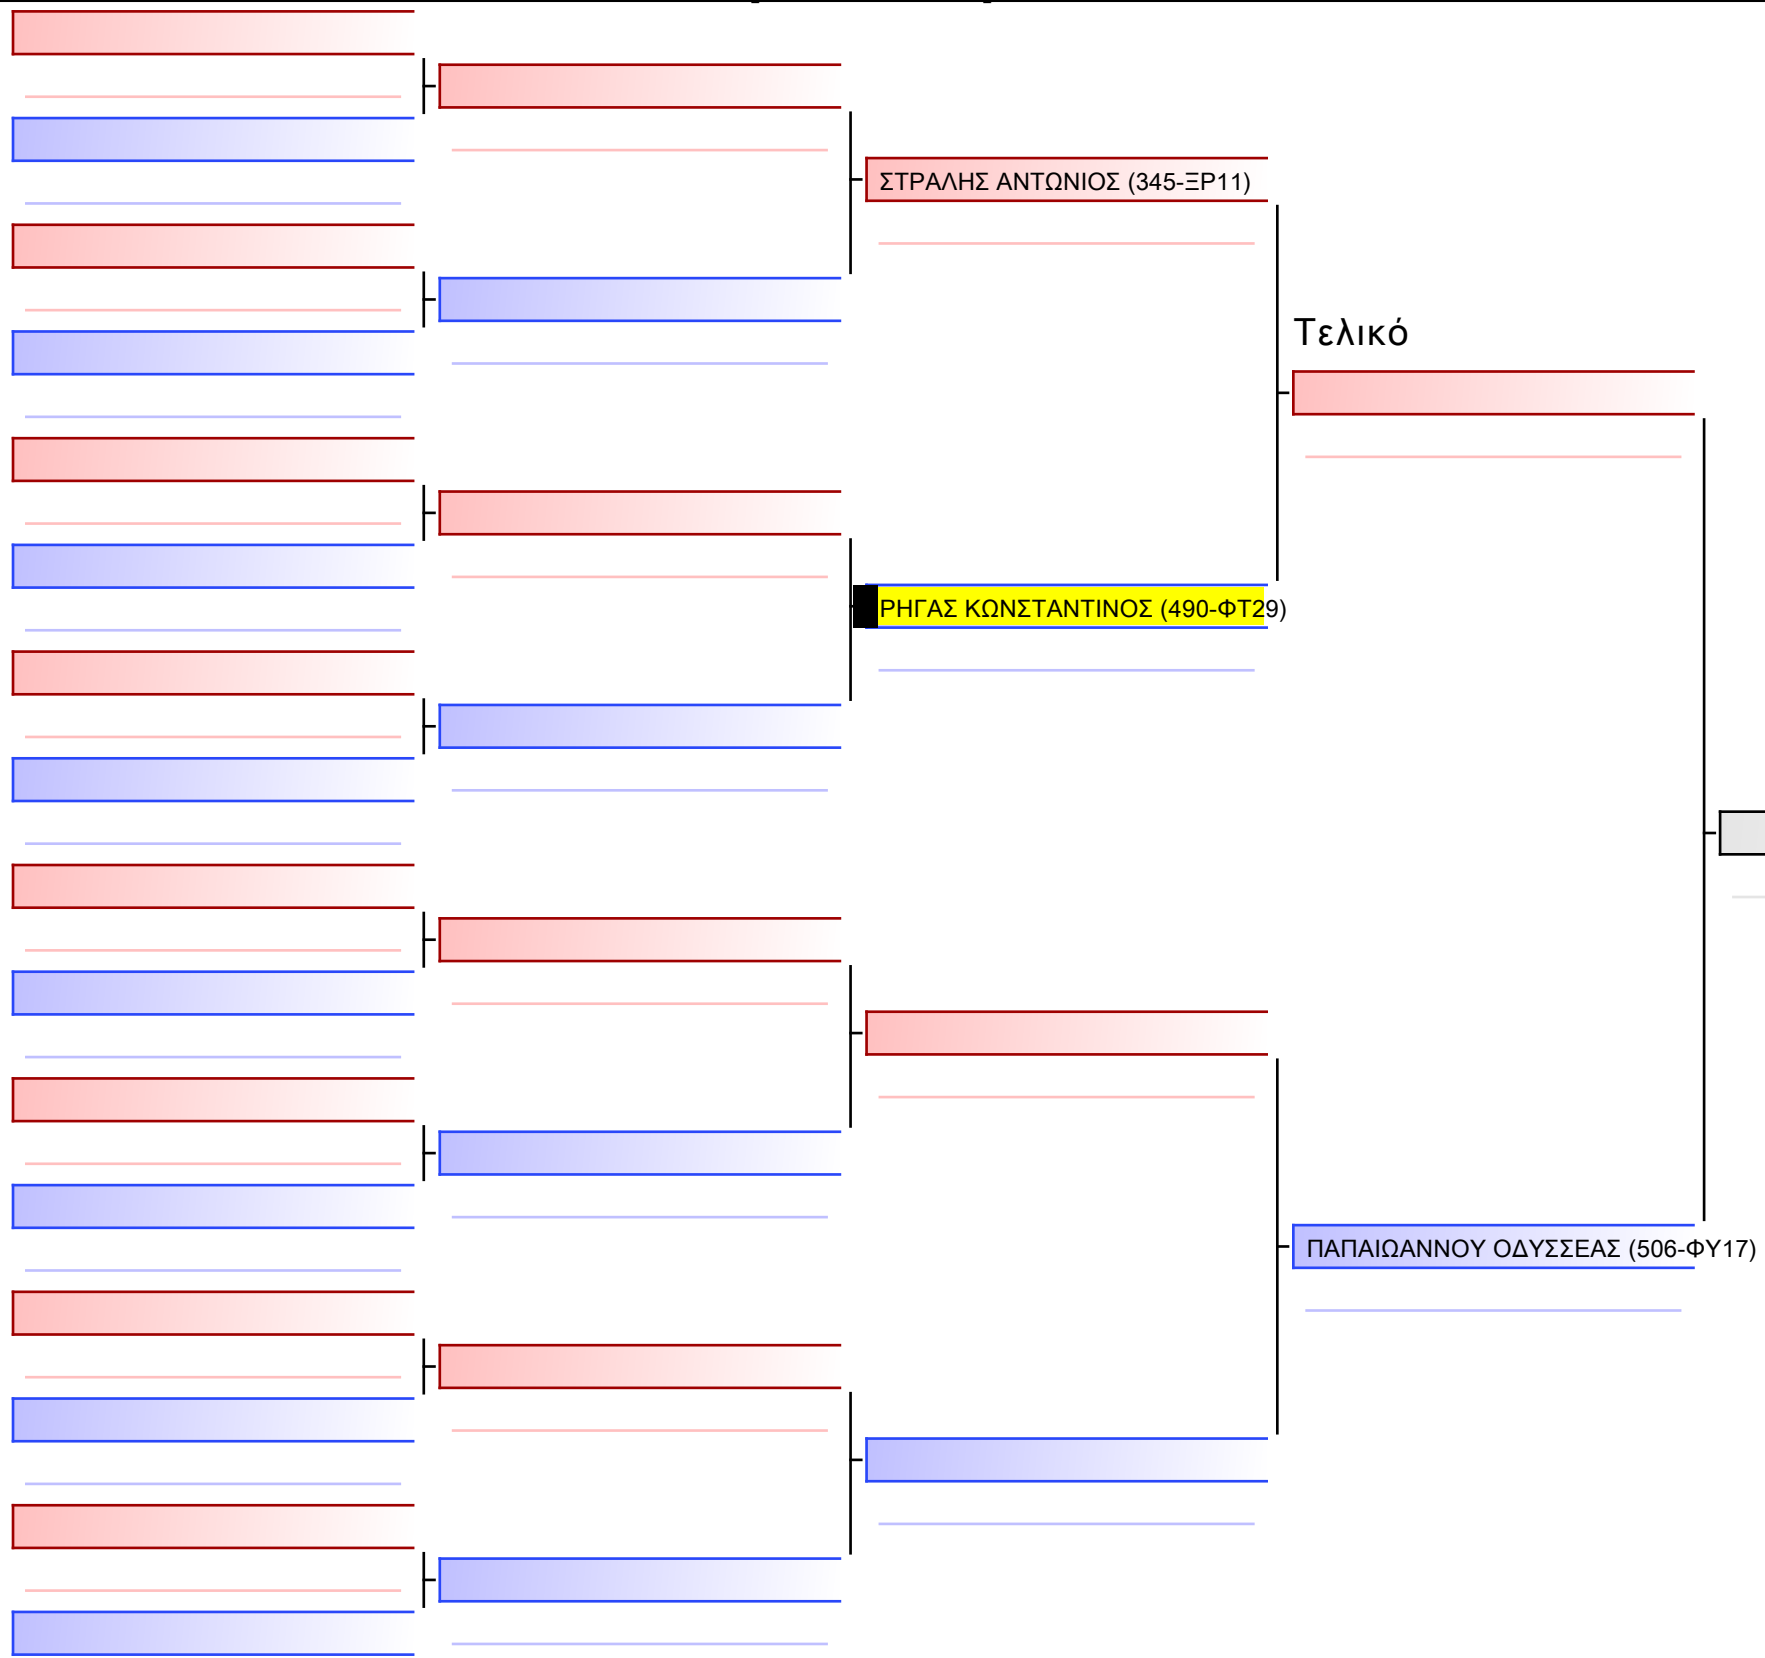 ΣΤΡΑΛΗΣ ΑΝΤΩΝΙΟΣ (345-ΞΡ11)
Τελικό
ΡΗΓΑΣ ΚΩΝΣΤΑΝΤΙΝΟΣ (490-ΦΤ29)
ΠΑΠΑΙΩΑΝΝΟΥ ΟΔΥΣΣΕΑΣ (506-ΦΥ17)